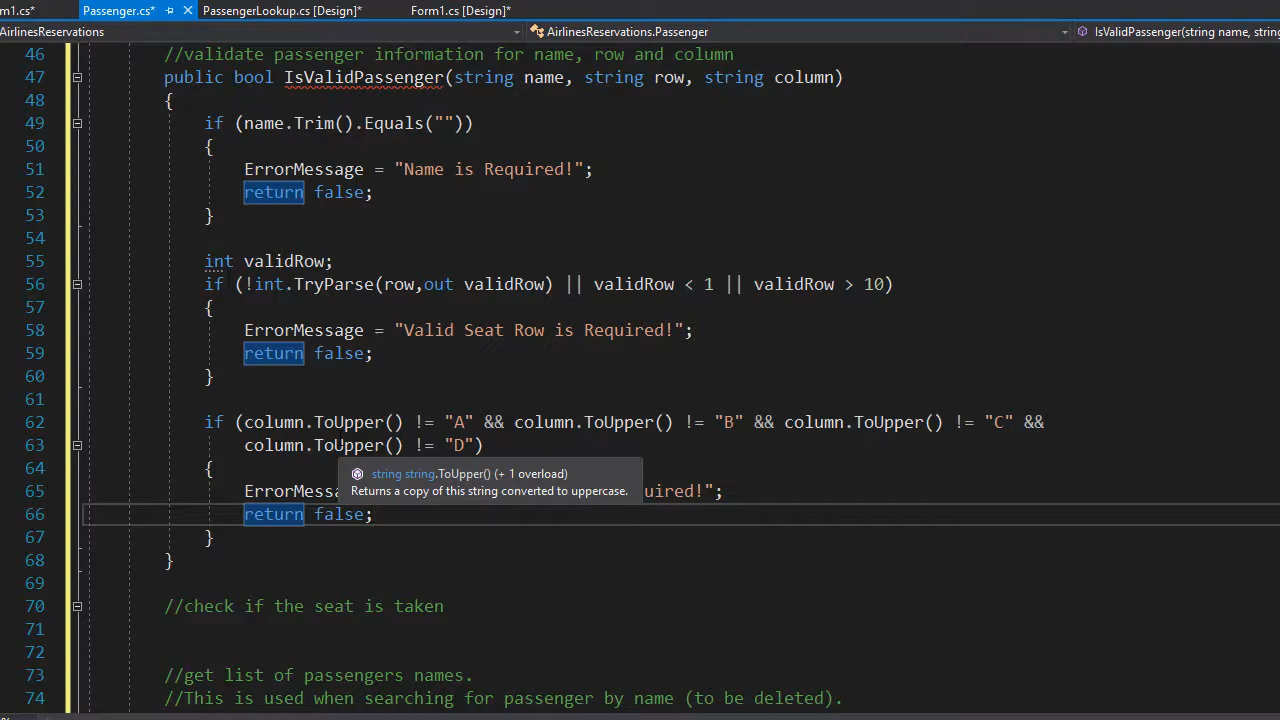 m1.cs*
Passenger.cs*
PassengerLookup.cs [Design]*
Form1.cs [Design]*
AirlinesReservations
AirlinesReservations.Passenger
IsValidPassenger(string name, string
46 //validate passenger information for name, row and column
47 public bool IsValidPassenger(string name, string row, string column)
48 {
49 if (name.Trim().Equals(""))
50 {
51 ErrorMessage = "Name is Required!";
52 return false;
53 }
54
55 int validRow;
56 if (!int.TryParse(row,out validRow) || validRow < 1 || validRow > 10)
57 {
58 ErrorMessage = "Valid Seat Row is Required!";
59 return false;
60 }
61
62 if (column.ToUpper() != "A" && column.ToUpper() != "B" && column.ToUpper() != "C" &&
63 column.ToUpper() != "D")
64 {
string string.ToUpper() (+ 1 overload)
Returns a copy of this string converted to uppercase.
65 ErrorMessa uired!";
66 return false;
67 }
68 }
69
70 //check if the seat is taken
71
72
73 //get list of passengers names.
74 //This is used when searching for passenger by name (to be deleted).